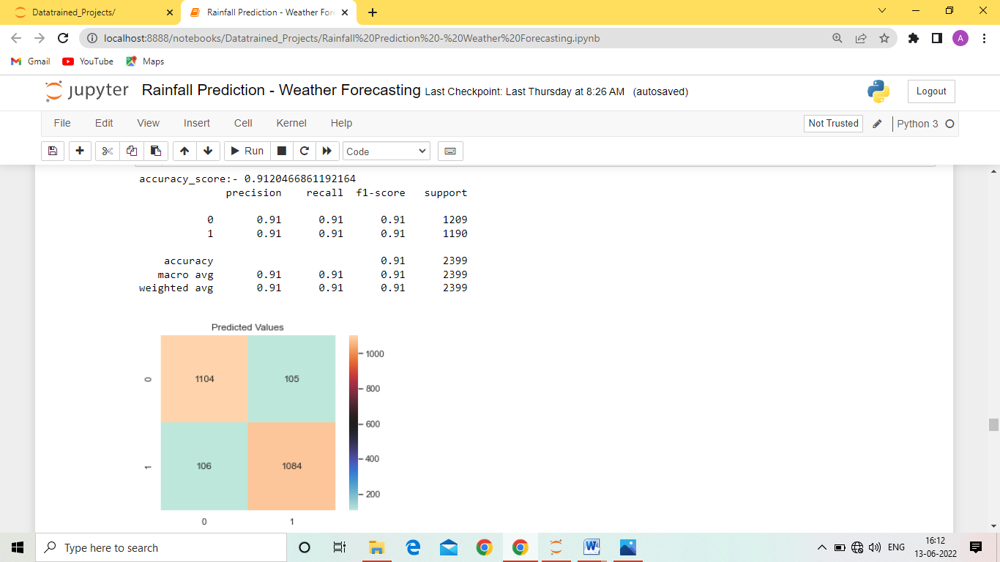 Datatrained_Projects/
Rainfall Prediction - Weather Fore
localhost:8888/notebooks/Datatrained_Projects/Rainfall%20Prediction%20-%20Weather%20Forecasting.ipynb
A
Gmail YouTube Maps
jupyter Rainfall Prediction - Weather Forecasting Last Checkpoint: Last Thursday at 8:26 AM (autosaved) Logout
File Edit View Insert Cell Kernel Help Not Trusted Python 3
Run Code
accuracy_score:- 0.9120466861192164
precision recall f1-score support
0 0.91 0.91 0.91 1209
1 0.91 0.91 0.91 1190
accuracy 0.91 2399
macro avg 0.91 0.91 0.91 2399
weighted avg 0.91 0.91 0.91 2399
Predicted Values
1000
0 1104 105
800
600
400
1 106 1084
200
0 1
Type here to search
ENG
16:12
13-06-2022